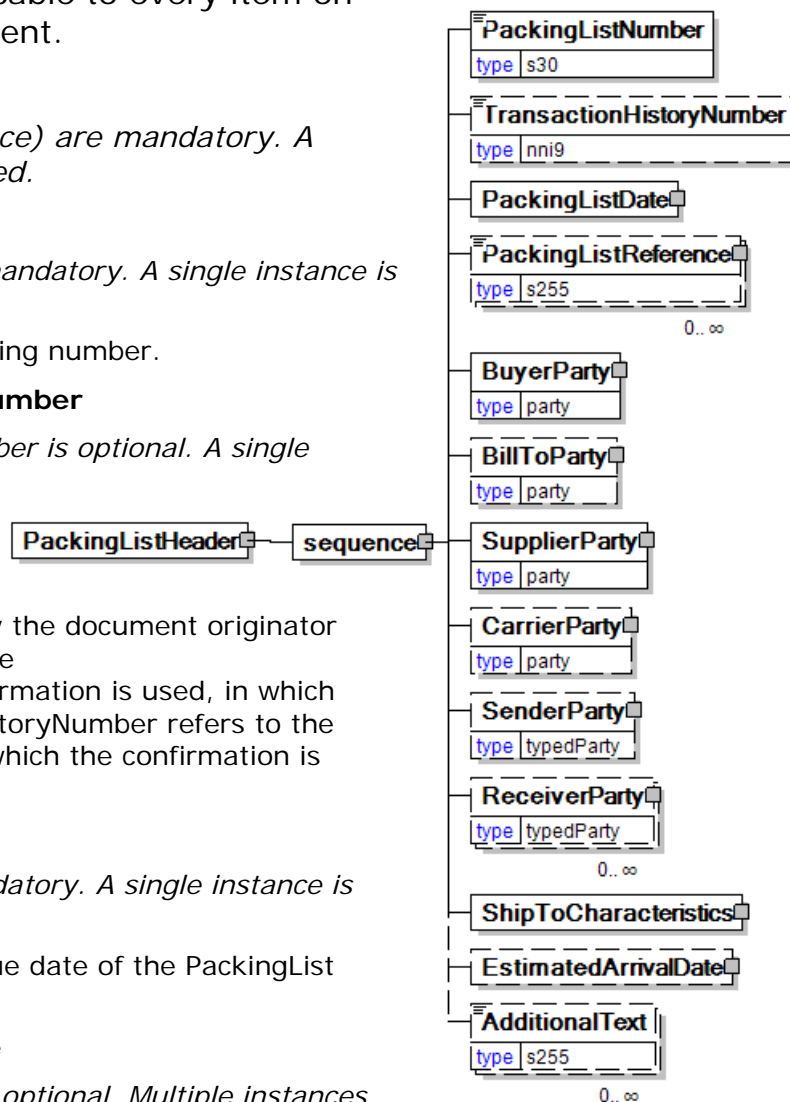 sable to every item on
ent.
ce) are mandatory. A
ed.
nandatory. A single instance is
ing number.
umber
ber is optional. A single
the document originator
e
rmation is used, in which
toryNumber refers to the
which the confirmation is
datory. A single instance is
ue date of the PackingList
optional. Multiple instances
PackingListHeader
sequence
PackingListNumber
type s30
TransactionHistoryNumber
type nni9
PackingListDate
PackingListReference
type s255
0.. ∞
BuyerParty
type party
BillToParty
type party
SupplierParty
type party
CarrierParty
type party
SenderParty
type typedParty
ReceiverParty
type typedParty
0.. ∞
ShipToCharacteristics
EstimatedArrivalDate
AdditionalText
type s255
0.. ∞